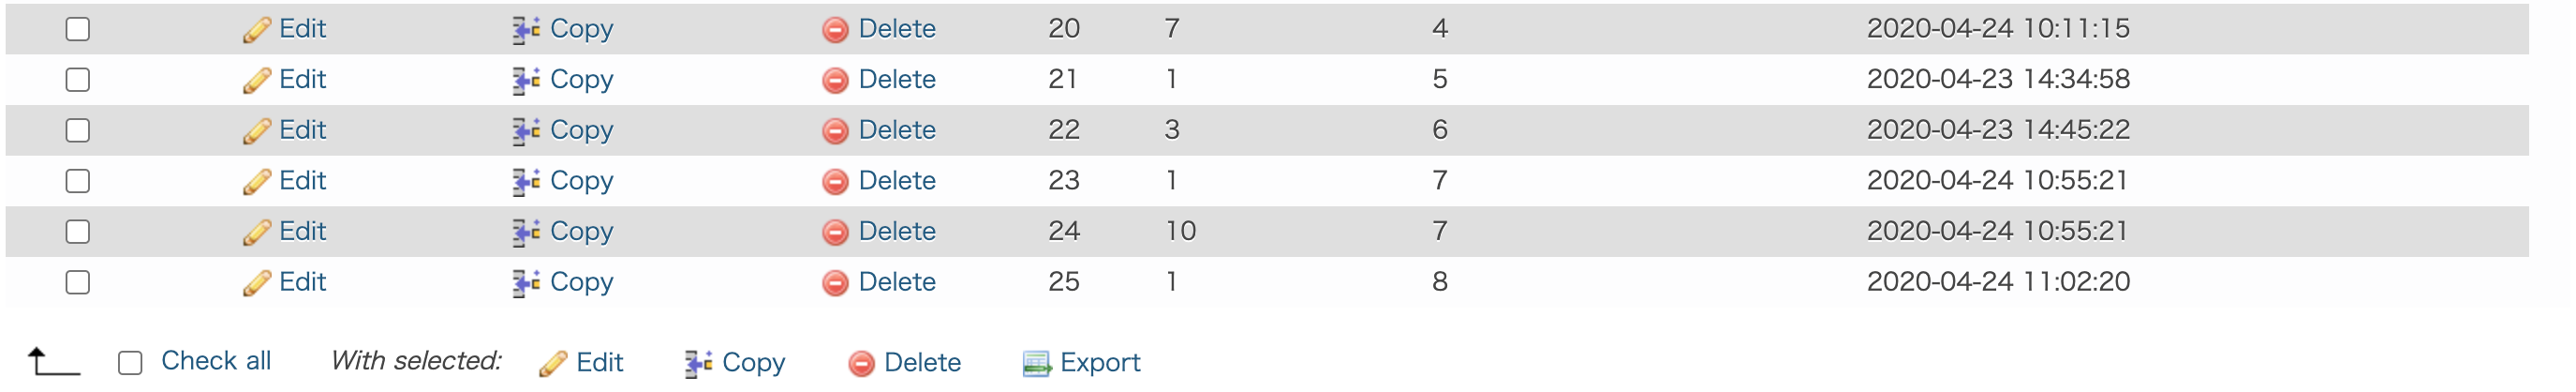 Edit Copy Delete 20 7 4 2020-04-24 10:11:15
Edit Copy Delete 21 1 5 2020-04-23 14:34:58
Edit Copy Delete 22 3 6 2020-04-23 14:45:22
Edit Copy Delete 23 1 7 2020-04-24 10:55:21
Edit Copy Delete 24 10 7 2020-04-24 10:55:21
Edit Copy Delete 25 1 8 2020-04-24 11:02:20
Check all With selected: Edit Copy Delete Export